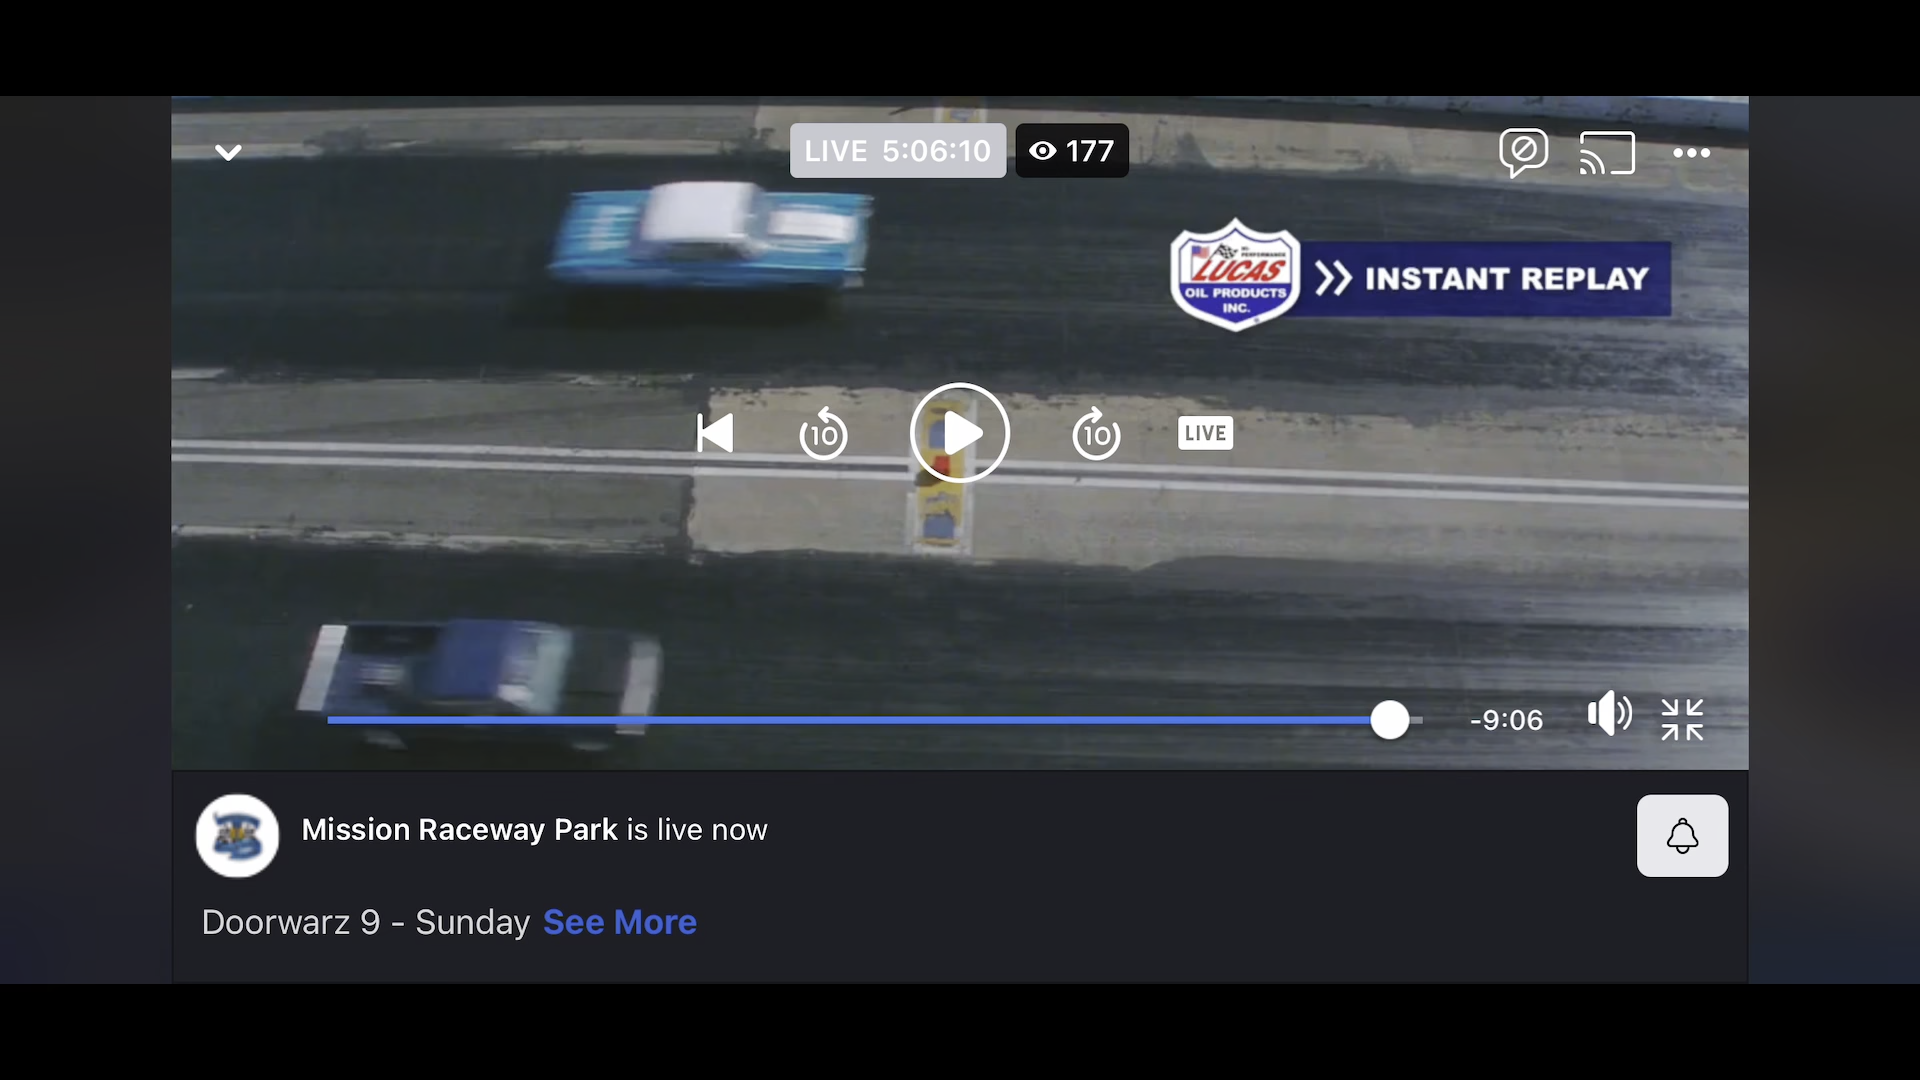 LIVE 5:06:10
177
LUCAS
OIL PRODUCTS
INC.
INSTANT REPLAY
10
10
LIVE
-9:06
Mission Raceway Park is live now
Doorwarz 9 - Sunday See More